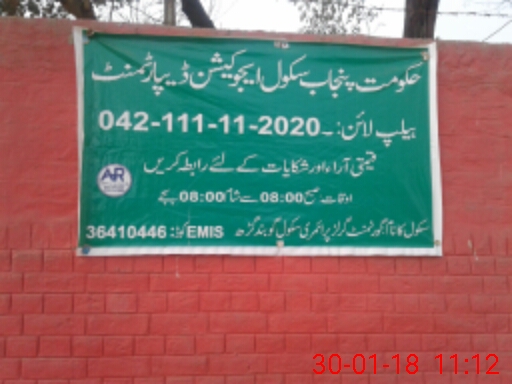 حکومت پنجاب سکول ایجوکیشن ڈیپارٹمنٹ
ہیلپ لائن:۔ 042-111-11-2020
قیمتی آراء اور شکایات کے لئے رابطہ کریں
اوقات صبح 08:00 سے شام 08:00 بجے
سکول کا نام گورنمنٹ گرلز پرائمری سکول گوبند گڑھ EMIS کوڈ: 36410446
30-01-18 11:12